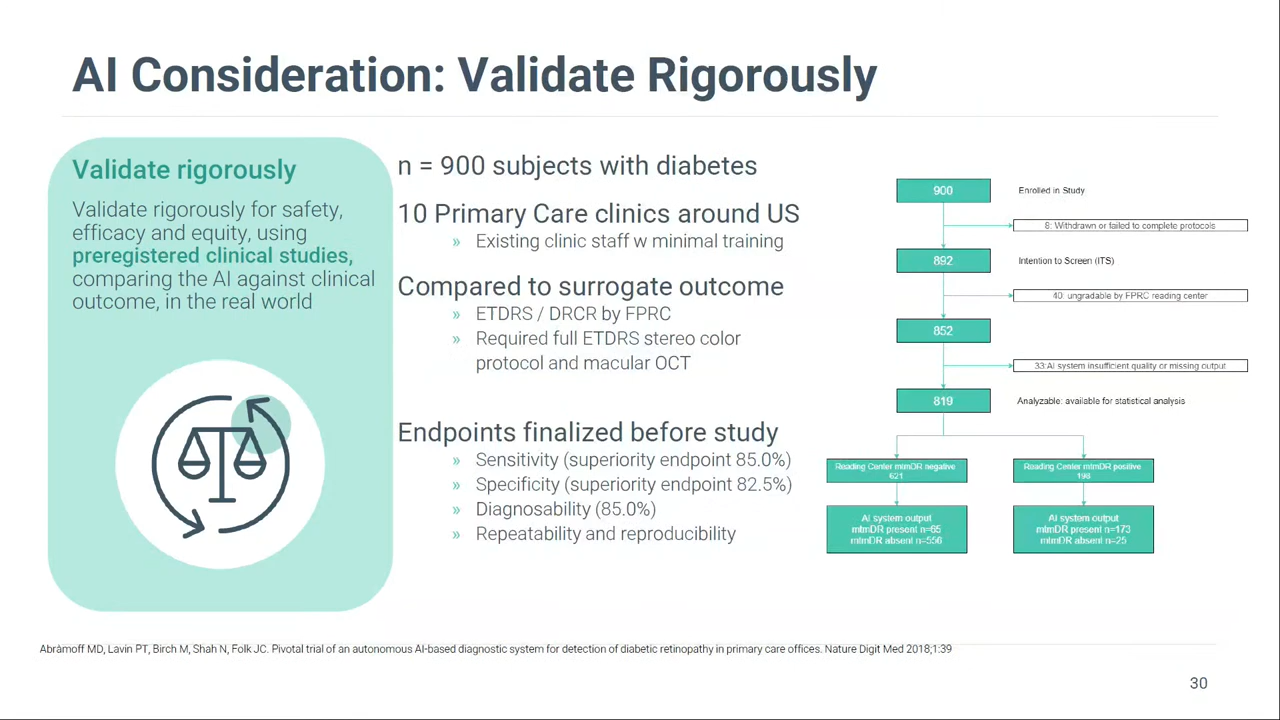 AI Consideration: Validate Rigorously
Validate rigorously
Validate rigorously for safety,
efficacy and equity, using
preregistered clinical studies,
comparing the AI against clinical
outcome, in the real world
n = 900 subjects with diabetes
10 Primary Care clinics around US
» Existing clinic staff w minimal training
Compared to surrogate outcome
» ETDRS / DRCR by FPRC
» Required full ETDRS stereo color
protocol and macular OCT
Endpoints finalized before study
» Sensitivity (superiority endpoint 85.0%)
» Specificity (superiority endpoint 82.5%)
» Diagnosability (85.0%)
» Repeatability and reproducibility
900
Enrolled in Study
8: Withdrawn or failed to complete protocols
892
Intention to Screen (ITS)
40: ungradable by FPRC reading center
852
33:AI system insufficient quality or missing output
819
Analyzable: available for statistical analysis
Reading Center mtmDR negative
621
Reading Center mtmDR positive
198
AI system output
mtmDR present n=65
mtmDR absent n=556
AI system output
mtmDR present n=173
mtmDR absent n=25
Abràmoff MD, Lavin PT, Birch M, Shah N, Folk JC. Pivotal trial of an autonomous AI-based diagnostic system for detection of diabetic retinopathy in primary care offices. Nature Digit Med 2018;1:39
30